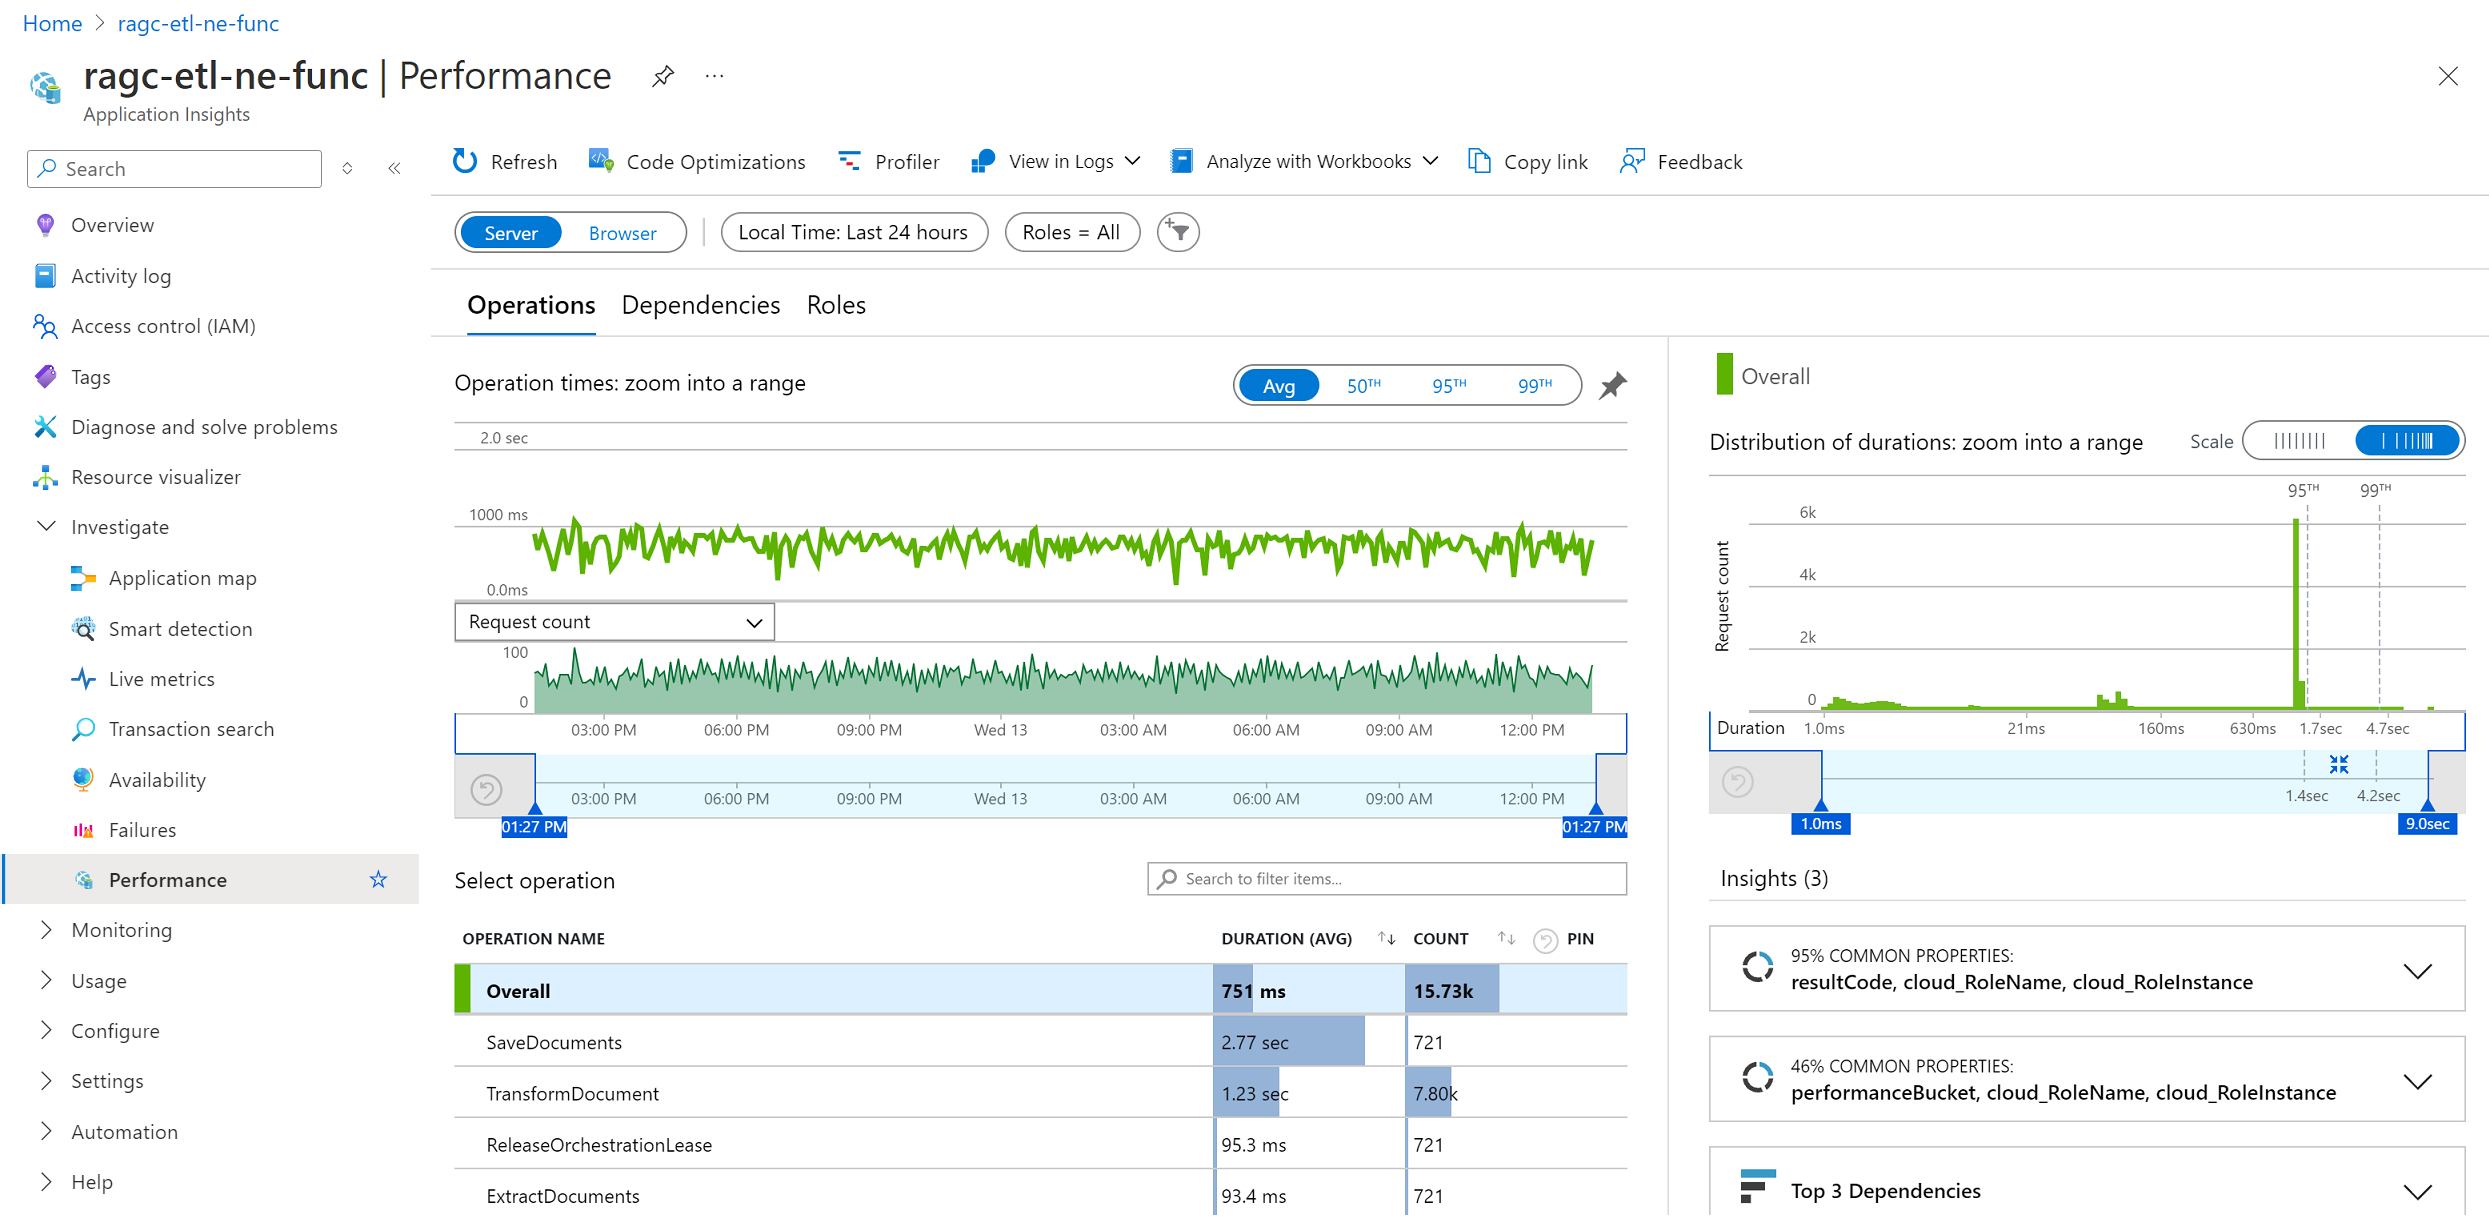 Home > ragc-etl-ne-func
ragc-etl-ne-func | Performance ...
Application Insights
Search
Overview
Activity log
Access control (IAM)
Tags
Diagnose and solve problems
Resource visualizer
Investigate
Application map
Smart detection
Live metrics
Transaction search
Availability
Failures
Performance
Monitoring
Usage
Configure
Settings
Automation
Help
Refresh Code Optimizations Profiler View in Logs Analyze with Workbooks Copy link Feedback
Server Browser Local Time: Last 24 hours Roles = All
Operations Dependencies Roles
Operation times: zoom into a range Avg 50TH 95TH 99TH
2.0 sec
1000 ms
0.0ms
Request count
100
0
03:00 PM 06:00 PM 09:00 PM Wed 13 03:00 AM 06:00 AM 09:00 AM 12:00 PM
03:00 PM 06:00 PM 09:00 PM Wed 13 03:00 AM 06:00 AM 09:00 AM 12:00 PM
01:27 PM 01:27 PM
Select operation Search to filter items...
OPERATION NAME DURATION (AVG) COUNT PIN
Overall 751 ms 15.73k
SaveDocuments 2.77 sec 721
TransformDocument 1.23 sec 7.80k
ReleaseOrchestrationLease 95.3 ms 721
ExtractDocuments 93.4 ms 721
Overall
Distribution of durations: zoom into a range Scale
95TH 99TH
Request count
6k
4k
2k
0
Duration 1.0ms 21ms 160ms 630ms 1.7sec 4.7sec
1.4sec 4.2sec
1.0ms 9.0sec
Insights (3)
95% COMMON PROPERTIES:
resultCode, cloud_RoleName, cloud_RoleInstance
46% COMMON PROPERTIES:
performanceBucket, cloud_RoleName, cloud_RoleInstance
Top 3 Dependencies